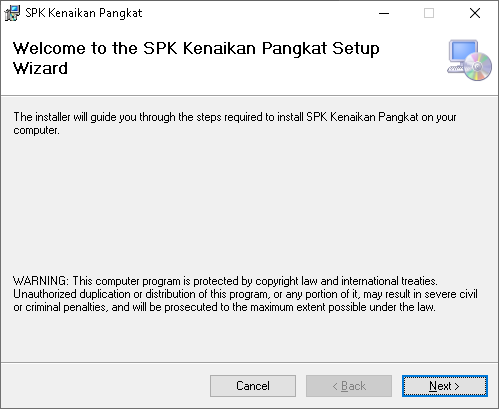 SPK Kenaikan Pangkat
Welcome to the SPK Kenaikan Pangkat Setup
Wizard
The installer will guide you through the steps required to install SPK Kenaikan Pangkat on your
computer.
WARNING: This computer program is protected by copyright law and international treaties.
Unauthorized duplication or distribution of this program, or any portion of it, may result in severe civil
or criminal penalties, and will be prosecuted to the maximum extent possible under the law.
Cancel
< Back
Next >